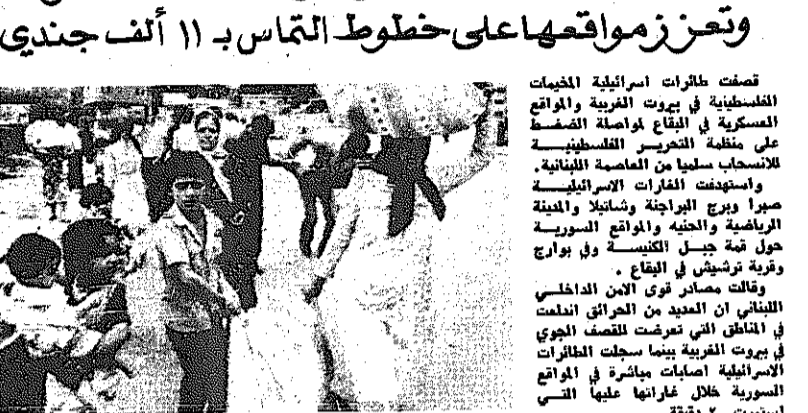 وتعزز مواقعها على خطوط التماس بـ ١١ ألف جندي
قصفت طائرات اسرائيلية المخيمات
الفلسطينية في بيروت الغربية والمواقع
العسكرية في البقاع لمواصلة الضغط
على منظمة التحرير الفلسطينية
للانسحاب سلميا من العاصمة اللبنانية.
واستهدفت الغارات الاسرائيلية
صبرا وبرج البراجنة وشاتيلا والمدينة
الرياضية والحنيه والمواقع السورية
حول قمة جبل الكنيسة وفي بوارج
وقرية ترشيش في البقاع .
وقالت مصادر قوى الامن الداخلي
اللبناني ان العديد من الحرائق اندلعت
في المناطق التي تعرضت للقصف الجوي
في بيروت الغربية بينما سجلت الطائرات
الاسرائيلية اصابات مباشرة في المواقع
السورية خلال غاراتها عليها التي